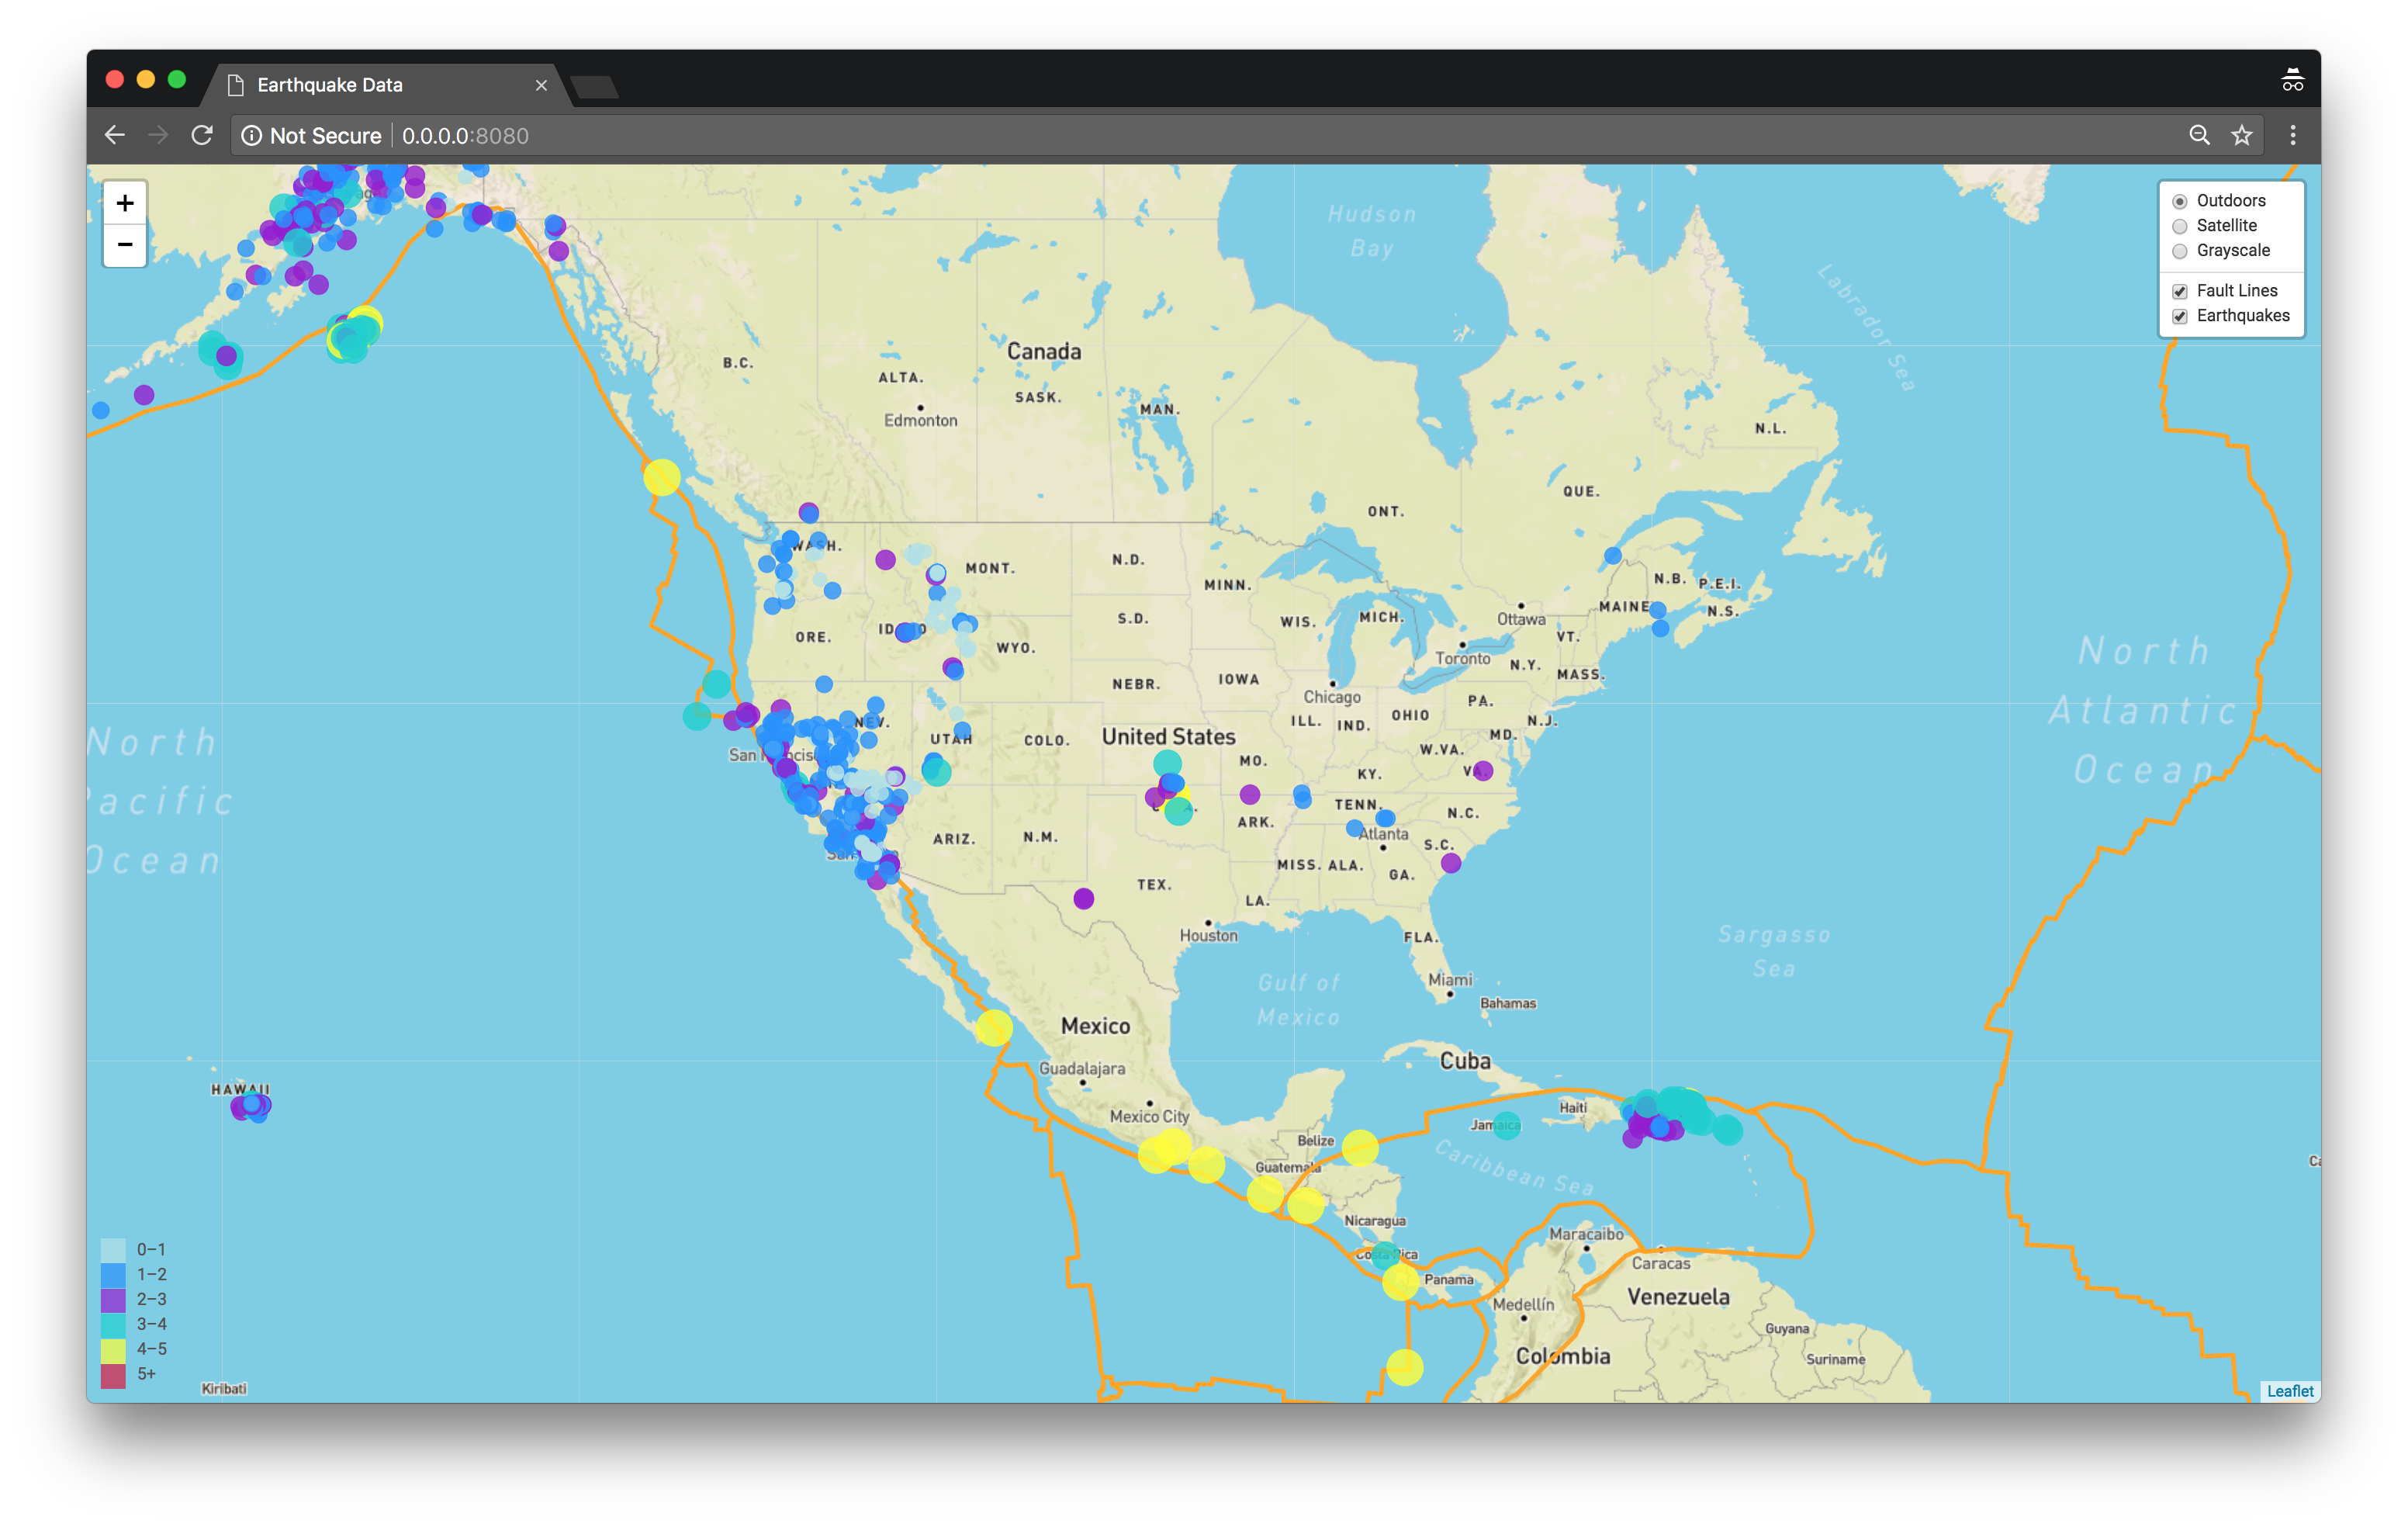 Earthquake Data
Not Secure
0.0.0.0:8080
+
−
Outdoors
Satellite
Grayscale
Fault Lines
Earthquakes
Hudson
Bay
Labrador Sea
Canada
B.C.
ALTA.
SASK.
MAN.
Edmonton
N.L.
QUE.
ONT.
WASH.
MONT.
N.D.
MINN.
N.B.
P.E.I.
MAINE
N.S.
ORE.
S.D.
WIS.
MICH.
Ottawa
VT.
WYO.
Toronto
N.Y.
MASS.
NEBR.
IOWA
Chicago
PA.
ILL.
IND.
OHIO
N.J.
NEV.
UTAH
COLO.
United States
MD.
W.VA.
MO.
KY.
VA.
TENN.
N.C.
ARK.
Atlanta
ARIZ.
N.M.
S.C.
MISS.
ALA.
GA.
TEX.
LA.
Houston
FLA.
North
Pacific
Ocean
North
Atlantic
Ocean
Sargasso
Sea
Gulf of
Mexico
Miami
Bahamas
Mexico
Cuba
HAWAII
Guadalajara
Mexico City
Haiti
Jamaica
Belize
Guatemala
Caribbean Sea
Nicaragua
Costa Rica
Panama
Maracaibo
Caracas
Medellín
Venezuela
Guyana
Colombia
Suriname
Kiribati
0–1
1–2
2–3
3–4
4–5
5+
Leaflet